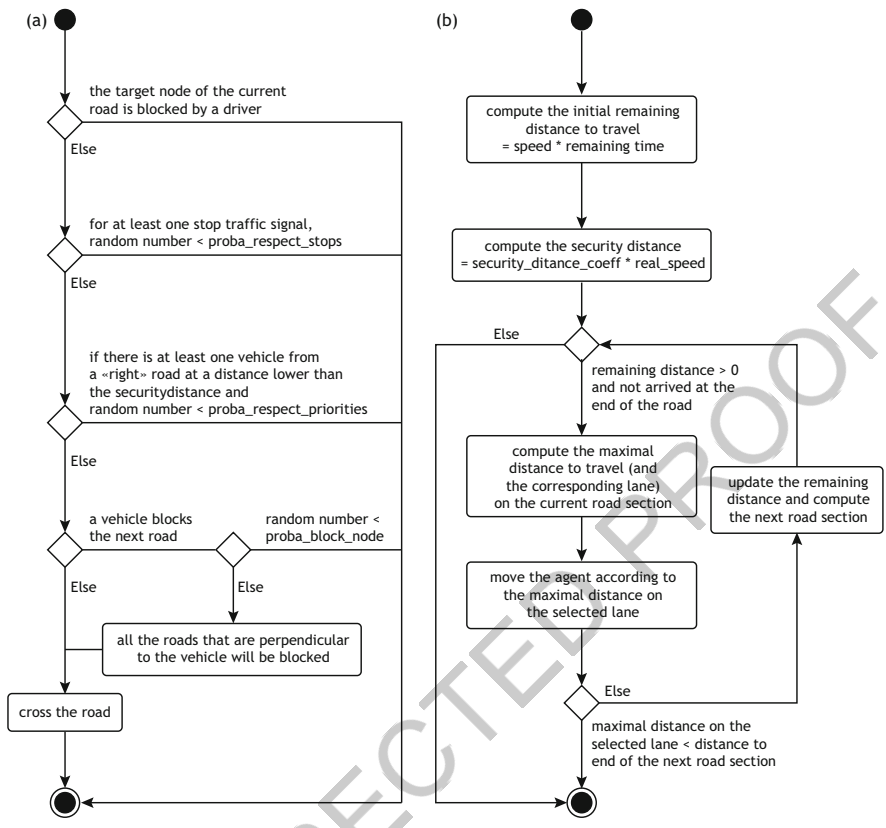 (a)
the target node of the current
road is blocked by a driver
Else
for at least one stop traffic signal,
random number < proba_respect_stops
Else
if there is at least one vehicle from
a «right» road at a distance lower than
the securitydistance and
random number < proba_respect_priorities
Else
a vehicle blocks
the next road
random number <
proba_block_node
Else
Else
all the roads that are perpendicular
to the vehicle will be blocked
cross the road
(b)
compute the initial remaining
distance to travel
= speed * remaining time
compute the security distance
= security_ditance_coeff * real_speed
Else
remaining distance > 0
and not arrived at the
end of the road
compute the maximal
distance to travel (and
the corresponding lane)
on the current road section
update the remaining
distance and compute
the next road section
move the agent according to
the maximal distance on
the selected lane
Else
maximal distance on the
selected lane < distance to
end of the next road section
ECTED PROOF